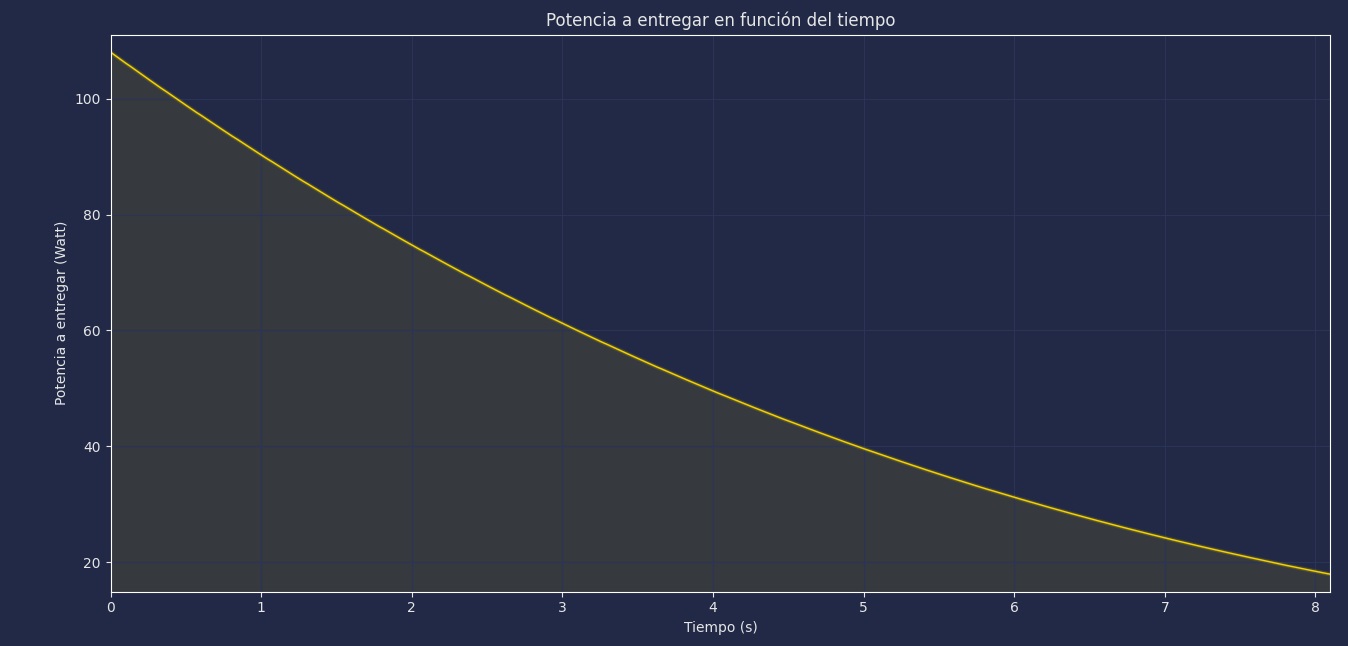 Potencia a entregar en función del tiempo
Potencia a entregar (Watt)
100
80
60
40
20
0 1 2 3 4 5 6 7 8
Tiempo (s)